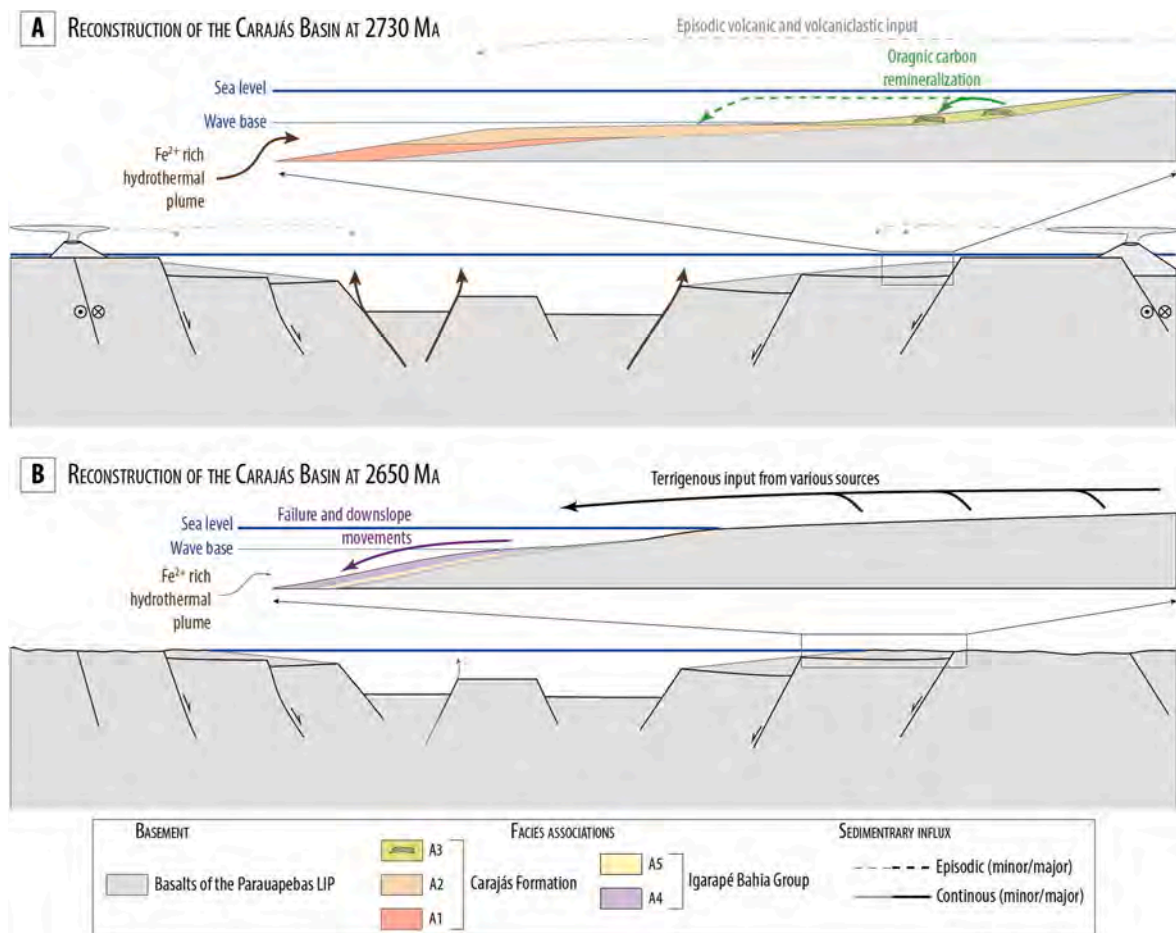 A RECONSTRUCTION OF THE CARAJÁS BASIN AT 2730 MA
Episodic volcanic and volcaniclastic input
Oragnic carbon
remineralization
Sea level
Wave base
Fe²⁺ rich
hydrothermal
plume
B RECONSTRUCTION OF THE CARAJÁS BASIN AT 2650 MA
Terrigenous input from various sources
Failure and downslope
movements
Sea level
Wave base
Fe²⁺ rich
hydrothermal
plume
BASEMENT
Basalts of the Parauapebas LIP
FACIES ASSOCIATIONS
A3
A2
A1
Carajás Formation
A5
A4
Igarapé Bahia Group
SEDIMENTRARY INFLUX
Episodic (minor/major)
Continous (minor/major)